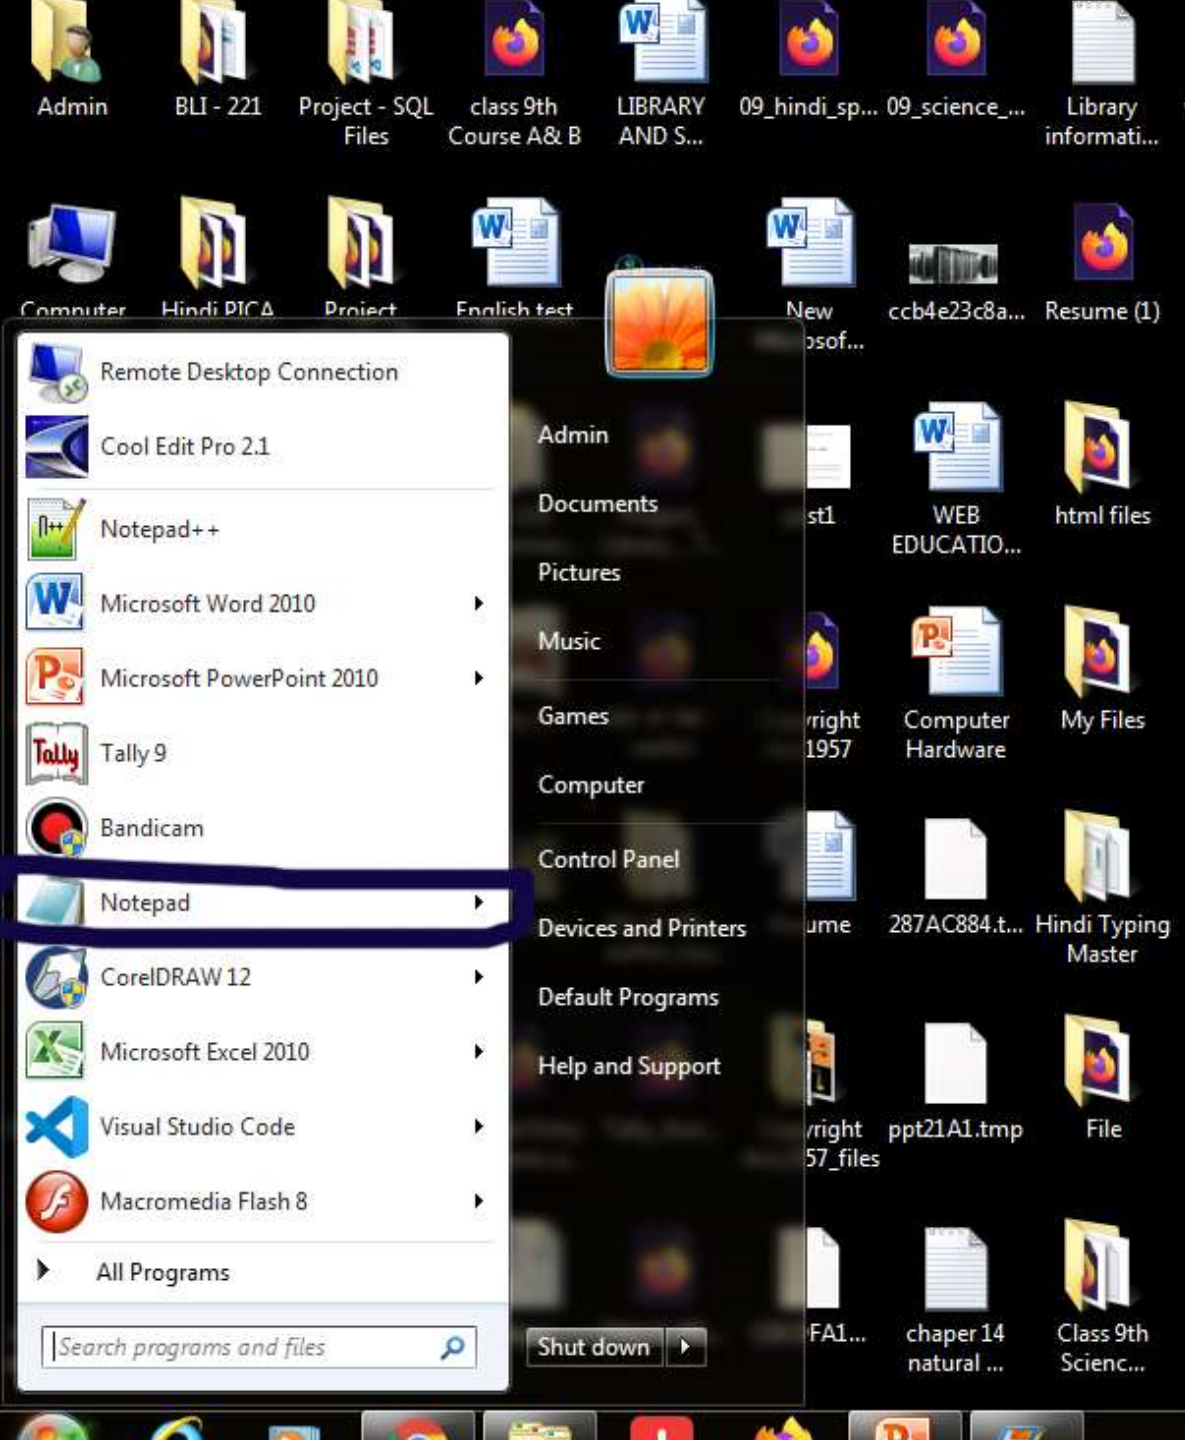 Admin
BLI - 221
Project - SQL
Files
class 9th
Course A& B
LIBRARY
AND S...
09_hindi_sp...
09_science_...
Library
informati...
Computer
Hindi PICA
Project
English test
New
osof...
ccb4e23c8a...
Resume (1)
Remote Desktop Connection
Cool Edit Pro 2.1
Notepad++
Microsoft Word 2010
Microsoft PowerPoint 2010
Tally
Tally 9
Bandicam
Notepad
CorelDRAW 12
Microsoft Excel 2010
Visual Studio Code
Macromedia Flash 8
All Programs
Search programs and files
Admin
Documents
Pictures
Music
Games
Computer
Control Panel
Devices and Printers
Default Programs
Help and Support
Shut down
st1
WEB
EDUCATIO...
html files
right
1957
Computer
Hardware
My Files
ume
287AC884.t...
Hindi Typing
Master
yright
57_files
ppt21A1.tmp
File
FA1...
chaper 14
natural ...
Class 9th
Scienc...